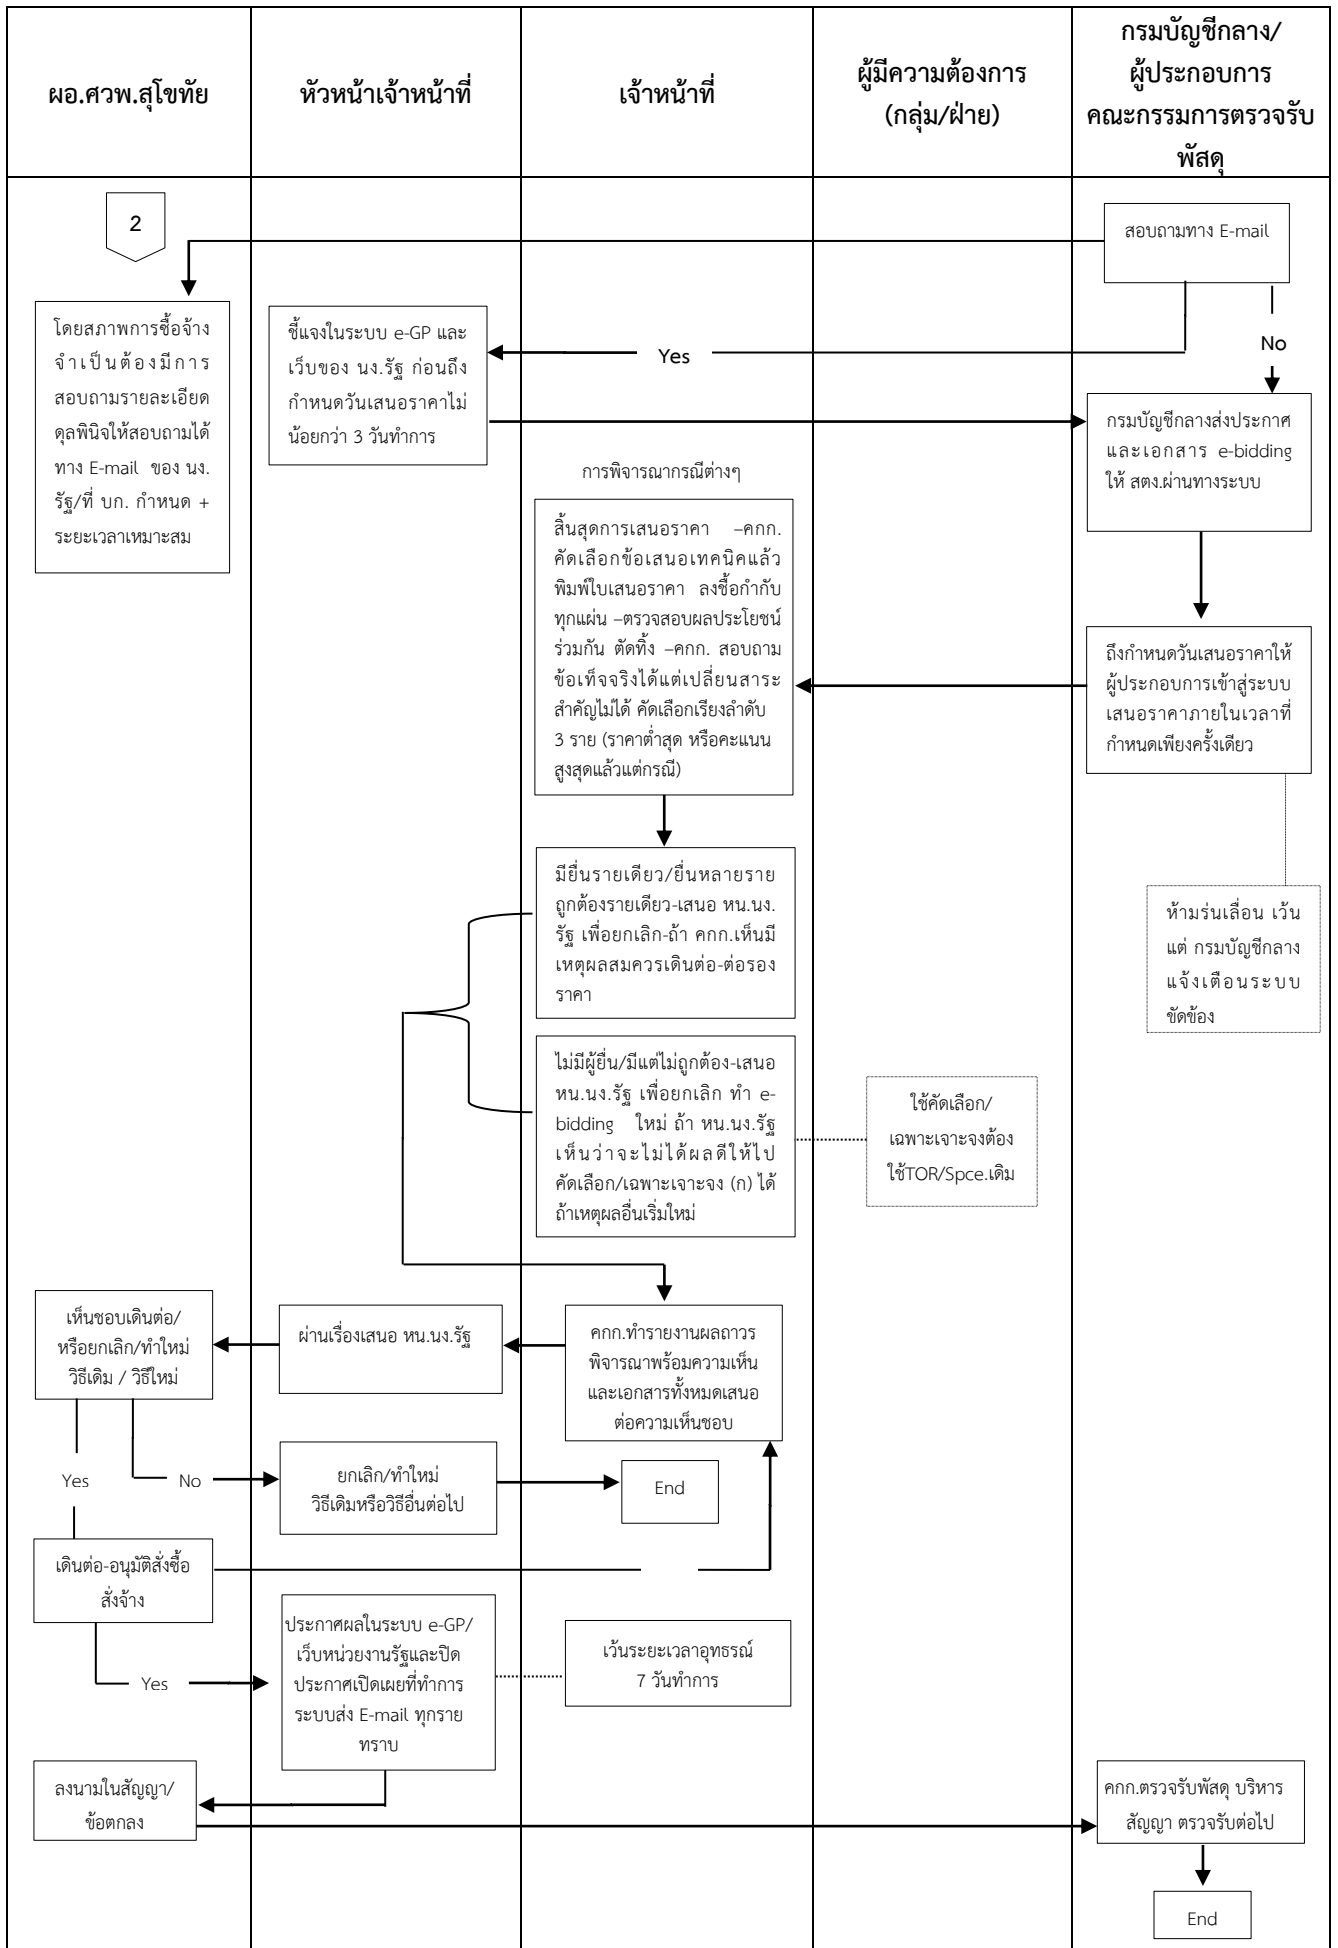 ผอ.ศวพ.สุโขทัย
หัวหน้าเจ้าหน้าที่
เจ้าหน้าที่
ผู้มีความต้องการ
(กลุ่ม/ฝ่าย)
กรมบัญชีกลาง/
ผู้ประกอบการ
คณะกรรมการตรวจรับ
พัสดุ
2
สอบถามทาง E-mail
โดยสภาพการซื้อจ้าง
จำเป็นต้องมีการ
สอบถามรายละเอียด
ดุลพินิจให้สอบถามได้
ทาง E-mail ของ นง.
รัฐ/ที่ บก. กำหนด +
ระยะเวลาเหมาะสม
ชี้แจงในระบบ e-GP และ
เว็บของ นง.รัฐ ก่อนถึง
กำหนดวันเสนอราคาไม่
น้อยกว่า 3 วันทำการ
Yes
No
กรมบัญชีกลางส่งประกาศ
และเอกสาร e-bidding
ให้ สตง.ผ่านทางระบบ
การพิจารณากรณีต่างๆ
สิ้นสุดการเสนอราคา –คกก.
คัดเลือกข้อเสนอเทคนิคแล้ว
พิมพ์ใบเสนอราคา ลงชื้อกำกับ
ทุกแผ่น –ตรวจสอบผลประโยชน์
ร่วมกัน ตัดทิ้ง –คกก. สอบถาม
ข้อเท็จจริงได้แต่เปลี่ยนสาระ
สำคัญไม่ได้ คัดเลือกเรียงลำดับ
3 ราย (ราคาต่ำสุด หรือคะแนน
สูงสุดแล้วแต่กรณี)
ถึงกำหนดวันเสนอราคาให้
ผู้ประกอบการเข้าสู่ระบบ
เสนอราคาภายในเวลาที่
กำหนดเพียงครั้งเดียว
มียื่นรายเดียว/ยื่นหลายราย
ถูกต้องรายเดียว-เสนอ หน.นง.
รัฐ เพื่อยกเลิก-ถ้า คกก.เห็นมี
เหตุผลสมควรเดินต่อ-ต่อรอง
ราคา
ห้ามร่นเลื่อน เว้น
แต่ กรมบัญชีกลาง
แจ้งเตือนระบบ
ขัดข้อง
ไม่มีผู้ยื่น/มีแต่ไม่ถูกต้อง-เสนอ
หน.นง.รัฐ เพื่อยกเลิก ทำ e-
bidding ใหม่ ถ้า หน.นง.รัฐ
เห็นว่าจะไม่ได้ผลดีให้ไป
คัดเลือก/เฉพาะเจาะจง (ก) ได้
ถ้าเหตุผลอื่นเริ่มใหม่
ใช้คัดเลือก/
เฉพาะเจาะจงต้อง
ใช้TOR/Spce.เดิม
เห็นชอบเดินต่อ/
หรือยกเลิก/ทำใหม่
วิธีเดิม / วิธีใหม่
ผ่านเรื่องเสนอ หน.นง.รัฐ
คกก.ทำรายงานผลถาวร
พิจารณาพร้อมความเห็น
และเอกสารทั้งหมดเสนอ
ต่อความเห็นชอบ
Yes
No
ยกเลิก/ทำใหม่
วิธีเดิมหรือวิธีอื่นต่อไป
End
เดินต่อ-อนุมัติสั่งซื้อ
สั่งจ้าง
ประกาศผลในระบบ e-GP/
เว็บหน่วยงานรัฐและปิด
ประกาศเปิดเผยที่ทำการ
ระบบส่ง E-mail ทุกราย
ทราบ
เว้นระยะเวลาอุทธรณ์
7 วันทำการ
Yes
ลงนามในสัญญา/
ข้อตกลง
คกก.ตรวจรับพัสดุ บริหาร
สัญญา ตรวจรับต่อไป
End